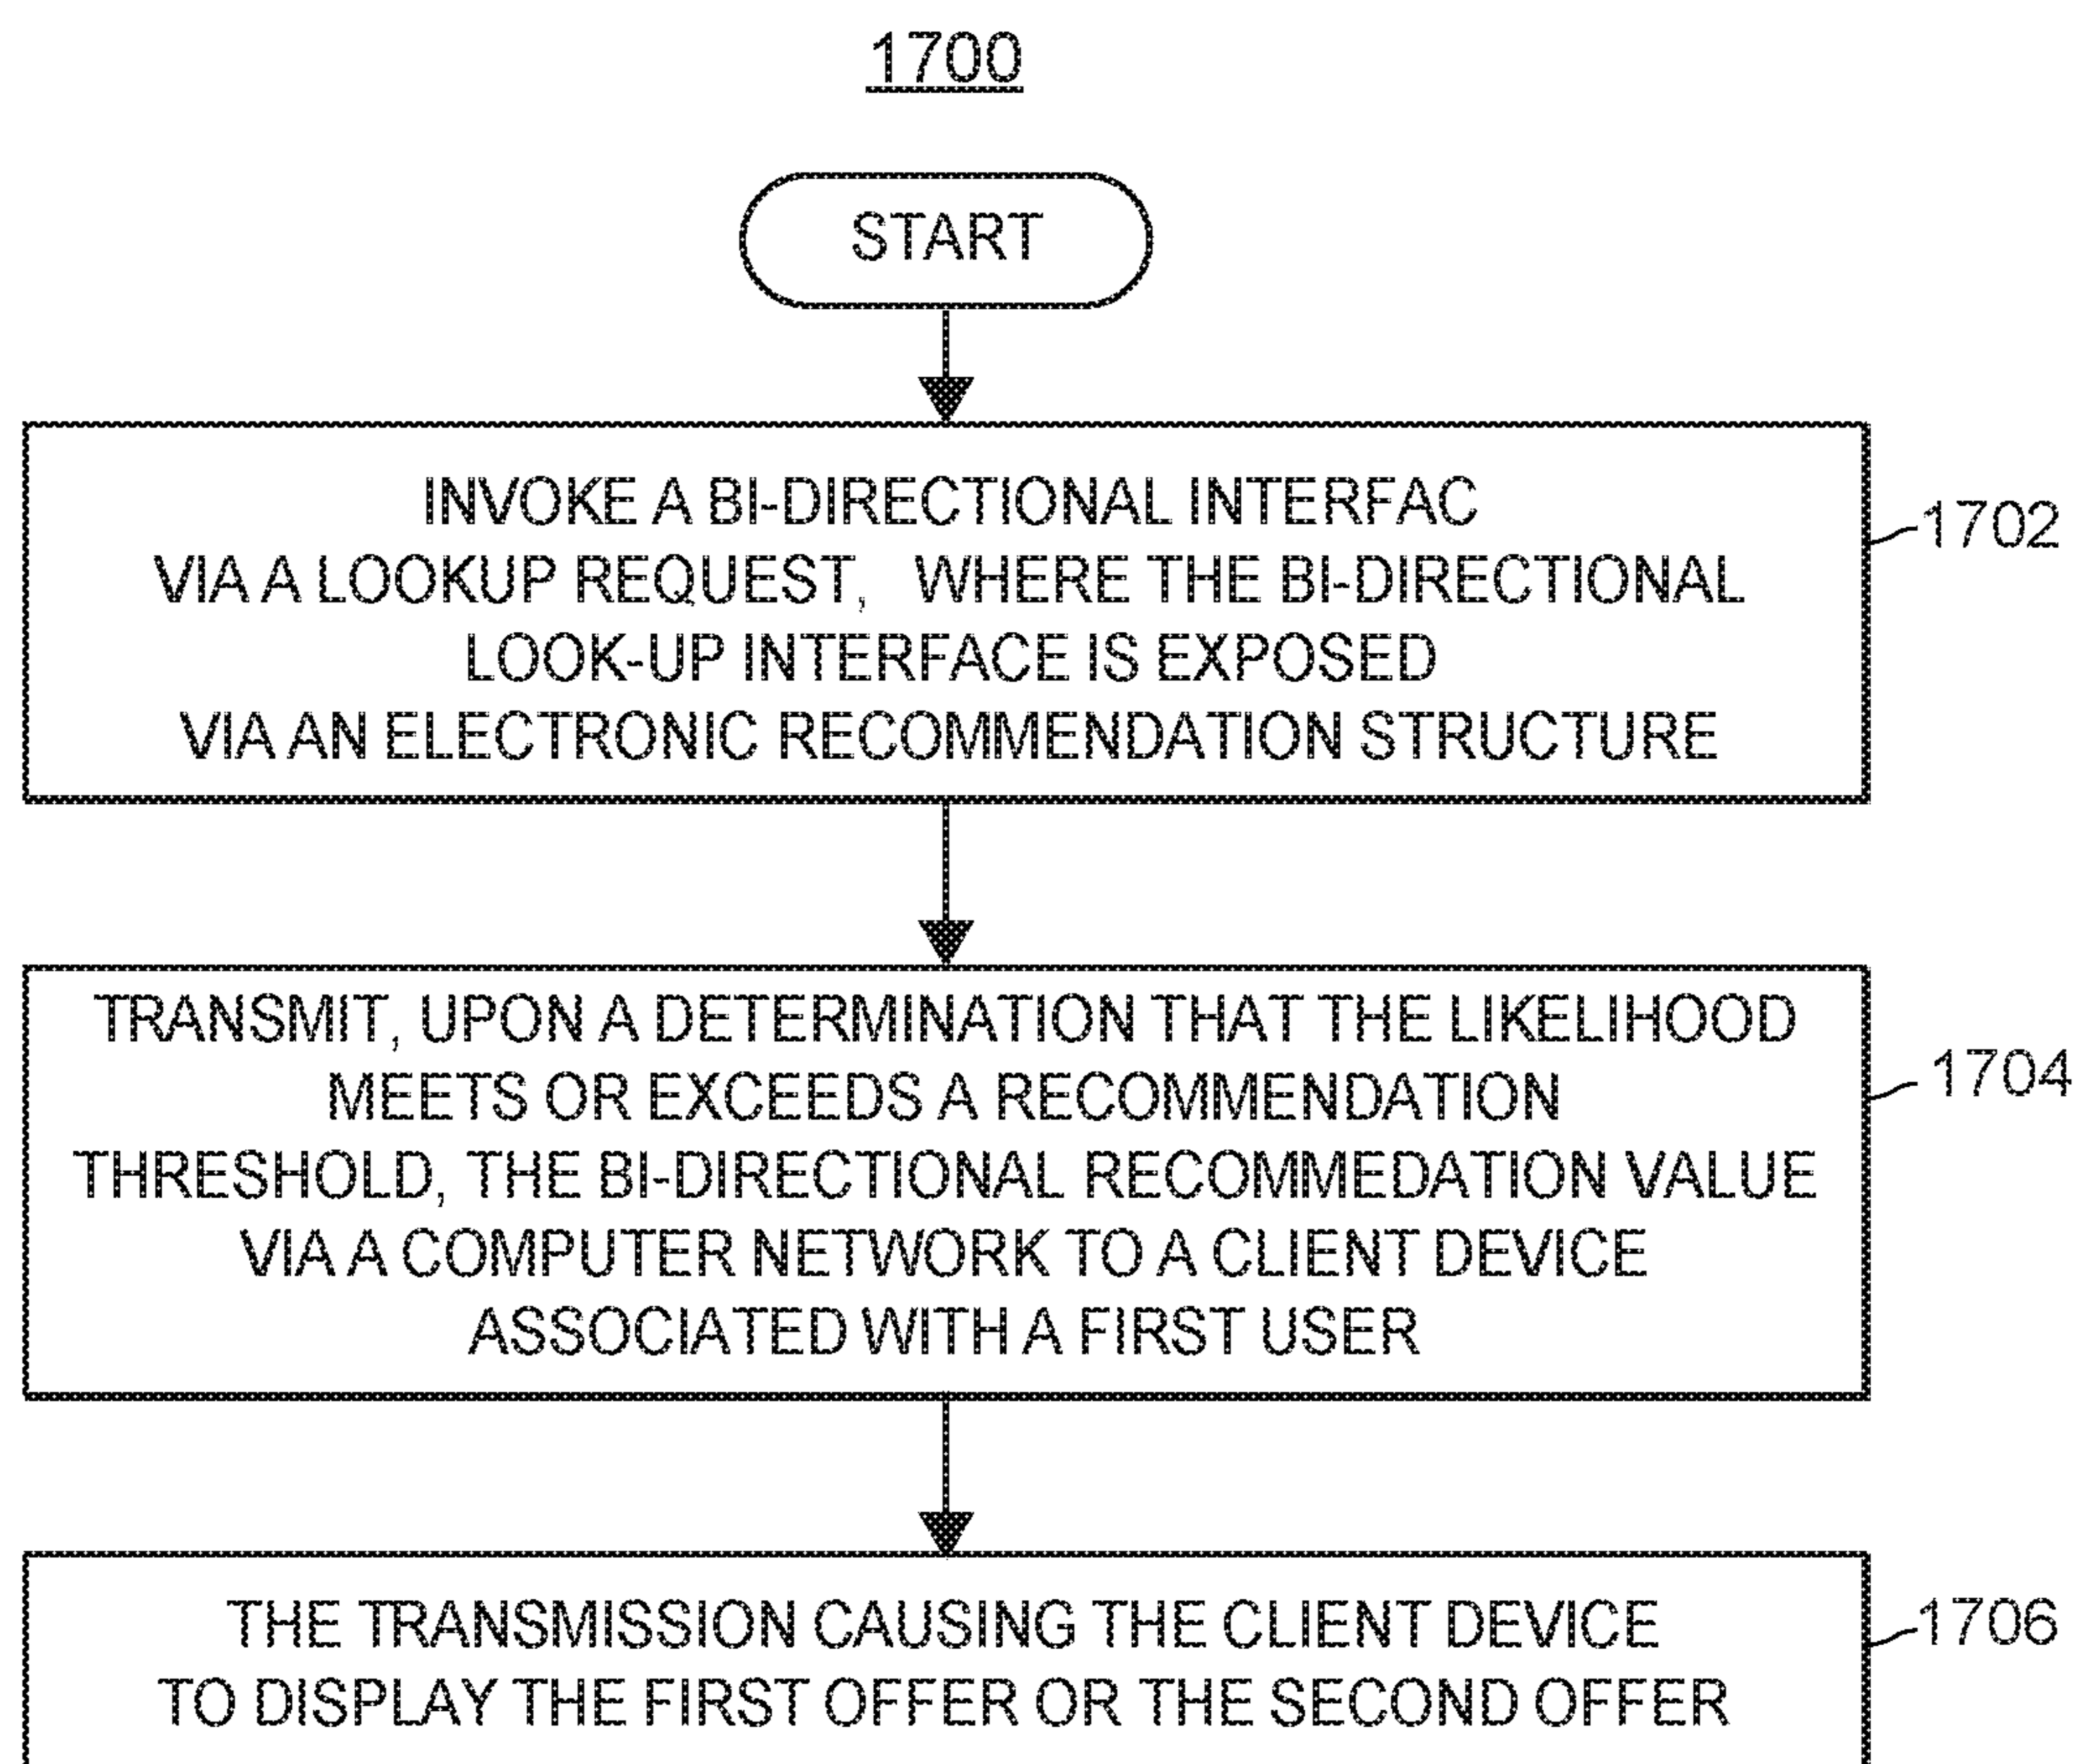 1700
START
INVOKE A BI-DIRECTIONAL INTERFAC
VIA A LOOKUP REQUEST, WHERE THE BI-DIRECTIONAL
LOOK-UP INTERFACE IS EXPOSED
VIA AN ELECTRONIC RECOMMENDATION STRUCTURE
1702
TRANSMIT, UPON A DETERMINATION THAT THE LIKELIHOOD
MEETS OR EXCEEDS A RECOMMENDATION
THRESHOLD, THE BI-DIRECTIONAL RECOMMEDATION VALUE
VIA A COMPUTER NETWORK TO A CLIENT DEVICE
ASSOCIATED WITH A FIRST USER
1704
THE TRANSMISSION CAUSING THE CLIENT DEVICE
TO DISPLAY THE FIRST OFFER OR THE SECOND OFFER
1706